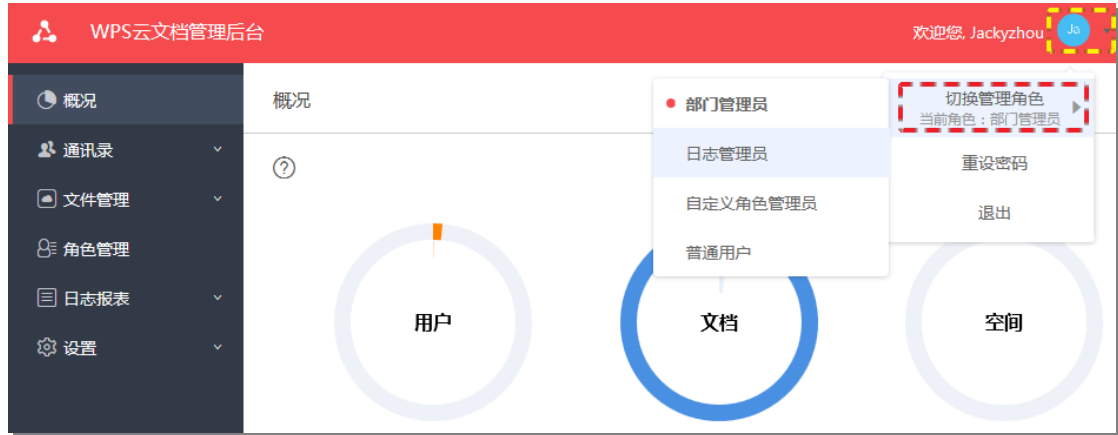 WPS云文档管理后台
欢迎您, Jackyzhou
Ja
概况
通讯录
文件管理
角色管理
日志报表
设置
概况
?
部门管理员
日志管理员
自定义角色管理员
普通用户
切换管理角色
当前角色：部门管理员
重设密码
退出
用户
文档
空间